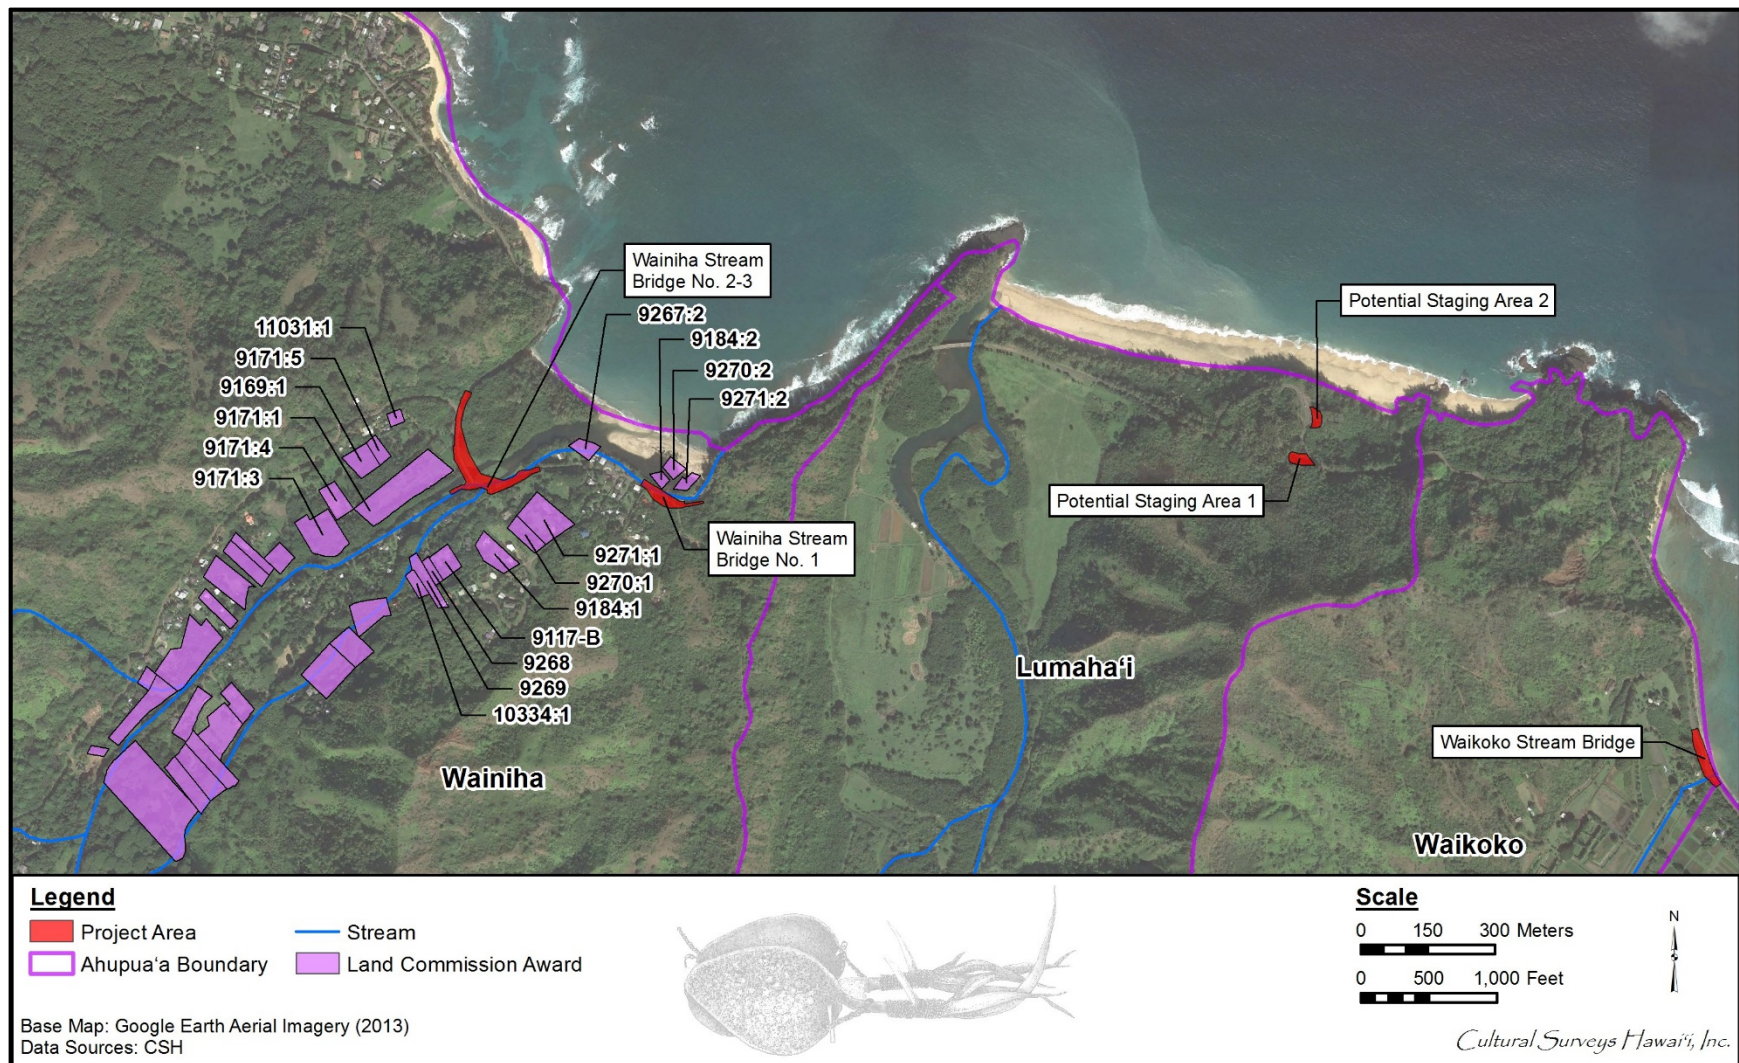 Wainiha Stream
Bridge No. 2-3
9267:2
9184:2
9270:2
9271:2
Potential Staging Area 2
11031:1
9171:5
9169:1
9171:1
9171:4
9171:3
Potential Staging Area 1
Wainiha Stream
Bridge No. 1
9271:1
9270:1
9184:1
9117-B
9268
9269
10334:1
Lumahaʻi
Wainiha
Waikoko Stream Bridge
Waikoko
Legend
Project Area
Stream
Ahupuaʻa Boundary
Land Commission Award
Base Map: Google Earth Aerial Imagery (2013)
Data Sources: CSH
Scale
0 150 300 Meters
0 500 1,000 Feet
N
Cultural Surveys Hawaiʻi, Inc.